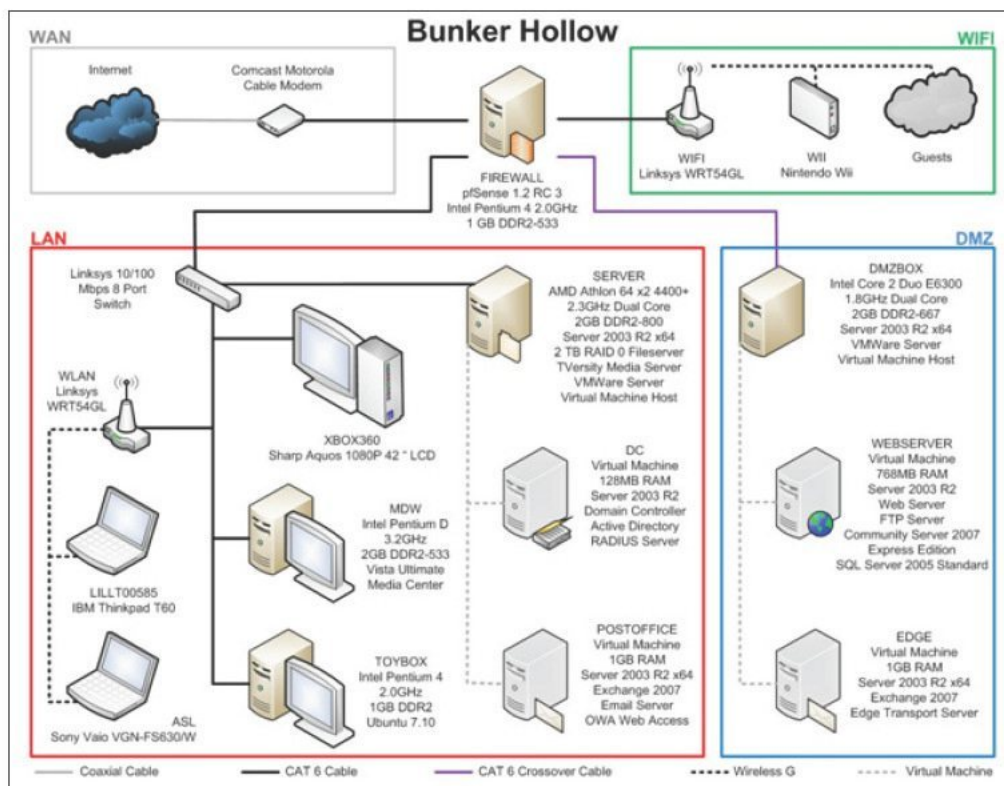 Bunker Hollow
WAN
WIFI
Internet
Comcast Motorola
Cable Modem
FIREWALL
pfSense 1.2 RC 3
Intel Pentium 4 2.0GHz
1 GB DDR2-533
WIFI
Linksys WRT54GL
WII
Nintendo Wii
Guests
LAN
DMZ
Linksys 10/100
Mbps 8 Port
Switch
SERVER
AMD Athlon 64 x2 4400+
2.3GHz Dual Core
2GB DDR2-800
Server 2003 R2 x64
2 TB RAID 0 Fileserver
TVersity Media Server
VMWare Server
Virtual Machine Host
DMZBOX
Intel Core 2 Duo E6300
1.8GHz Dual Core
2GB DDR2-667
Server 2003 R2 x64
VMWare Server
Virtual Machine Host
WLAN
Linksys
WRT54GL
XBOX360
Sharp Aquos 1080P 42 " LCD
DC
Virtual Machine
128MB RAM
Server 2003 R2
Domain Controller
Active Directory
RADIUS Server
WEBSERVER
Virtual Machine
768MB RAM
Server 2003 R2
Web Server
FTP Server
Community Server 2007
Express Edition
SQL Server 2005 Standard
MDW
Intel Pentium D
3.2GHz
2GB DDR2-533
Vista Ultimate
Media Center
LILLT00585
IBM Thinkpad T60
POSTOFFICE
Virtual Machine
1GB RAM
Server 2003 R2 x64
Exchange 2007
Email Server
OWA Web Access
EDGE
Virtual Machine
1GB RAM
Server 2003 R2 x64
Exchange 2007
Edge Transport Server
TOYBOX
Intel Pentium 4
2.0GHz
1GB DDR2
Ubuntu 7.10
ASL
Sony Vaio VGN-FS630/W
Coaxial Cable
CAT 6 Cable
CAT 6 Crossover Cable
Wireless G
Virtual Machine